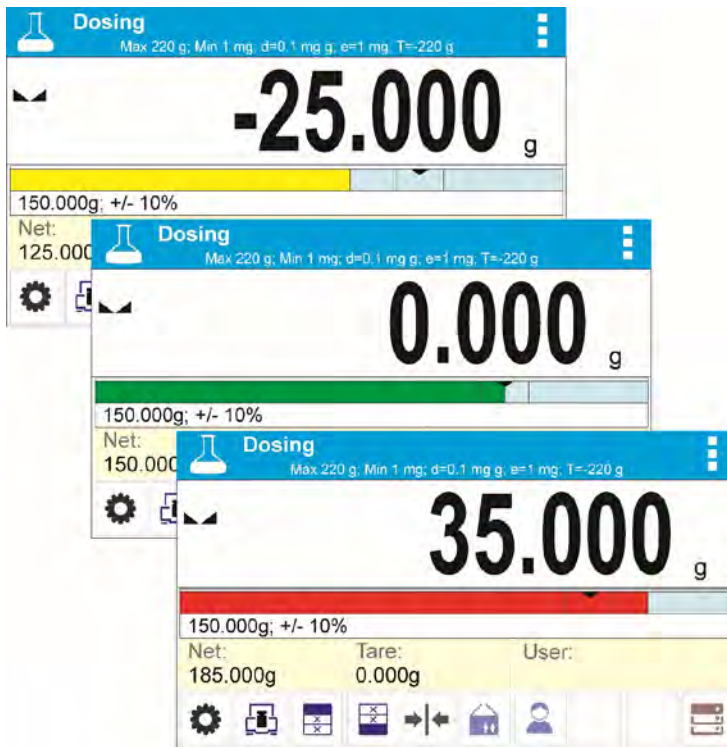 Dosing
Max 220 g; Min 1 mg; d=0.1 mg g; e=1 mg; T=-220 g
-25.000 g
150.000g; +/- 10%
Net:
125.000
Dosing
Max 220 g; Min 1 mg; d=0.1 mg g; e=1 mg; T=-220 g
0.000 g
150.000g; +/- 10%
Net:
150.000
Dosing
Max 220 g; Min 1 mg; d=0.1 mg g; e=1 mg; T=-220 g
35.000 g
150.000g; +/- 10%
Net: Tare: User:
185.000g 0.000g